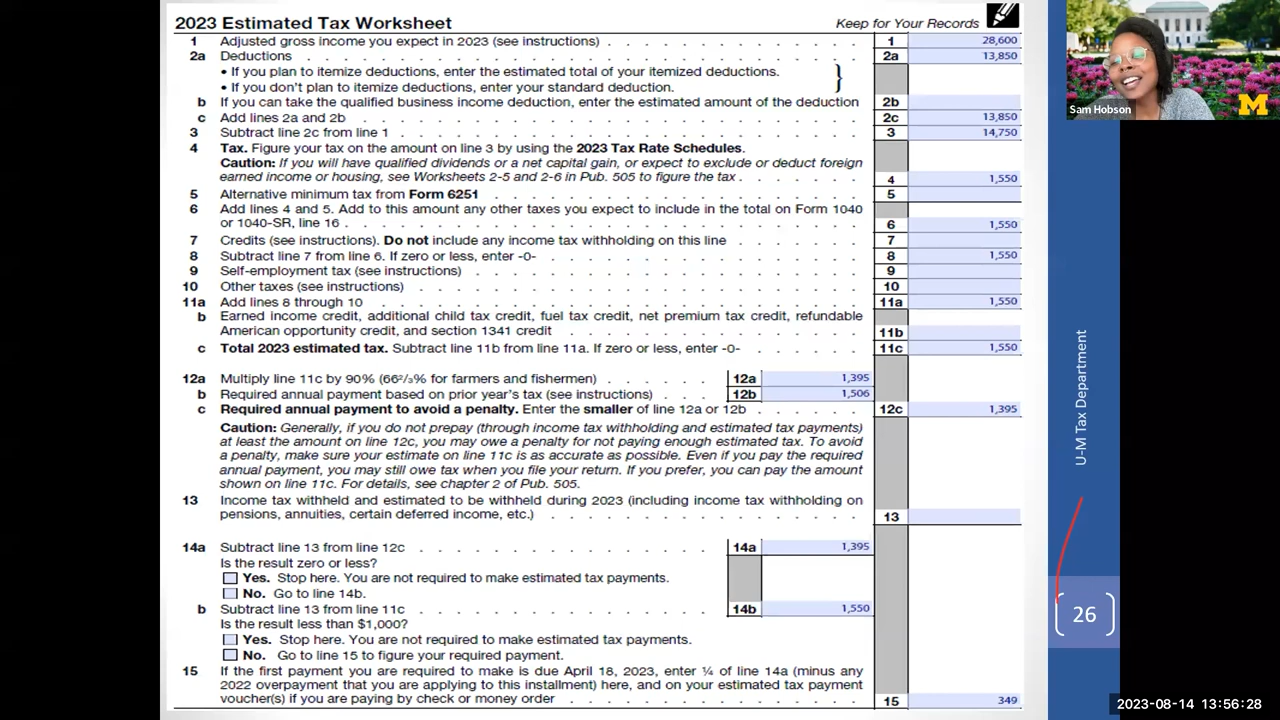 2023 Estimated Tax Worksheet Keep for Your Records
1 Adjusted gross income you expect in 2023 (see instructions) . . . . . . . . . . . . . . 1 28,600
2a Deductions . . . . . . . . . . . . . . . . . . . . . . . . . 2a 13,850
• If you plan to itemize deductions, enter the estimated total of your itemized deductions.
• If you don't plan to itemize deductions, enter your standard deduction.
b If you can take the qualified business income deduction, enter the estimated amount of the deduction 2b
c Add lines 2a and 2b . . . . . . . . . . . . . . . . . . . . . . . 2c 13,850
3 Subtract line 2c from line 1 . . . . . . . . . . . . . . . . . . . . . 3 14,750
4 Tax. Figure your tax on the amount on line 3 by using the 2023 Tax Rate Schedules.
Caution: If you will have qualified dividends or a net capital gain, or expect to exclude or deduct foreign
earned income or housing, see Worksheets 2-5 and 2-6 in Pub. 505 to figure the tax . . . . . . . 4 1,550
5 Alternative minimum tax from Form 6251 . . . . . . . . . . . . . . . . . 5
6 Add lines 4 and 5. Add to this amount any other taxes you expect to include in the total on Form 1040
or 1040-SR, line 16 . . . . . . . . . . . . . . . . . . . . . . . 6 1,550
7 Credits (see instructions). Do not include any income tax withholding on this line . . . . . . . 7
8 Subtract line 7 from line 6. If zero or less, enter -0- . . . . . . . . . . . . . . . 8 1,550
9 Self-employment tax (see instructions) . . . . . . . . . . . . . . . . . . 9
10 Other taxes (see instructions) . . . . . . . . . . . . . . . . . . . . 10
11a Add lines 8 through 10 . . . . . . . . . . . . . . . . . . . . . . 11a 1,550
b Earned income credit, additional child tax credit, fuel tax credit, net premium tax credit, refundable
American opportunity credit, and section 1341 credit . . . . . . . . . . . . . . . 11b
c Total 2023 estimated tax. Subtract line 11b from line 11a. If zero or less, enter -0- . . . . . . 11c 1,550
12a Multiply line 11c by 90% (66²/₃% for farmers and fishermen) . . . . . . 12a 1,395
b Required annual payment based on prior year's tax (see instructions) . . . 12b 1,506
c Required annual payment to avoid a penalty. Enter the smaller of line 12a or 12b . . . . . . 12c 1,395
Caution: Generally, if you do not prepay (through income tax withholding and estimated tax payments)
at least the amount on line 12c, you may owe a penalty for not paying enough estimated tax. To avoid
a penalty, make sure your estimate on line 11c is as accurate as possible. Even if you pay the required
annual payment, you may still owe tax when you file your return. If you prefer, you can pay the amount
shown on line 11c. For details, see chapter 2 of Pub. 505.
13 Income tax withheld and estimated to be withheld during 2023 (including income tax withholding on
pensions, annuities, certain deferred income, etc.) . . . . . . . . . . . . . . . 13
14a Subtract line 13 from line 12c . . . . . . . . . . . . . . 14a 1,395
Is the result zero or less?
Yes. Stop here. You are not required to make estimated tax payments.
No. Go to line 14b.
b Subtract line 13 from line 11c . . . . . . . . . . . . . . 14b 1,550
Is the result less than $1,000?
Yes. Stop here. You are not required to make estimated tax payments.
No. Go to line 15 to figure your required payment.
15 If the first payment you are required to make is due April 18, 2023, enter ¼ of line 14a (minus any
2022 overpayment that you are applying to this installment) here, and on your estimated tax payment
voucher(s) if you are paying by check or money order . . . . . . . . . . . . . . 15 349
Sam Hobson
M
U-M Tax Department
26
2023-08-14 13:56:28